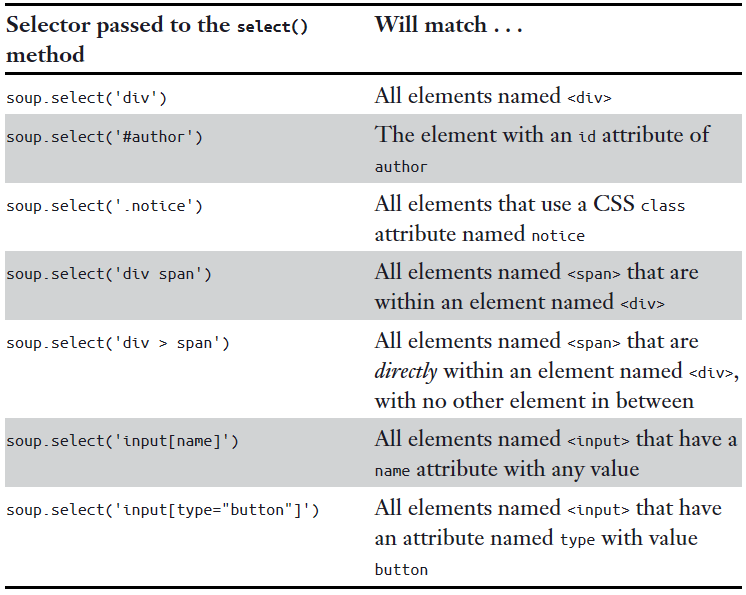 Selector passed to the select() Will match . . .
method
soup.select('div') All elements named <div>
soup.select('#author') The element with an id attribute of
author
soup.select('.notice') All elements that use a CSS class
attribute named notice
soup.select('div span') All elements named <span> that are
within an element named <div>
soup.select('div > span') All elements named <span> that are
directly within an element named <div>,
with no other element in between
soup.select('input[name]') All elements named <input> that have a
name attribute with any value
soup.select('input[type="button"]') All elements named <input> that have
an attribute named type with value
button